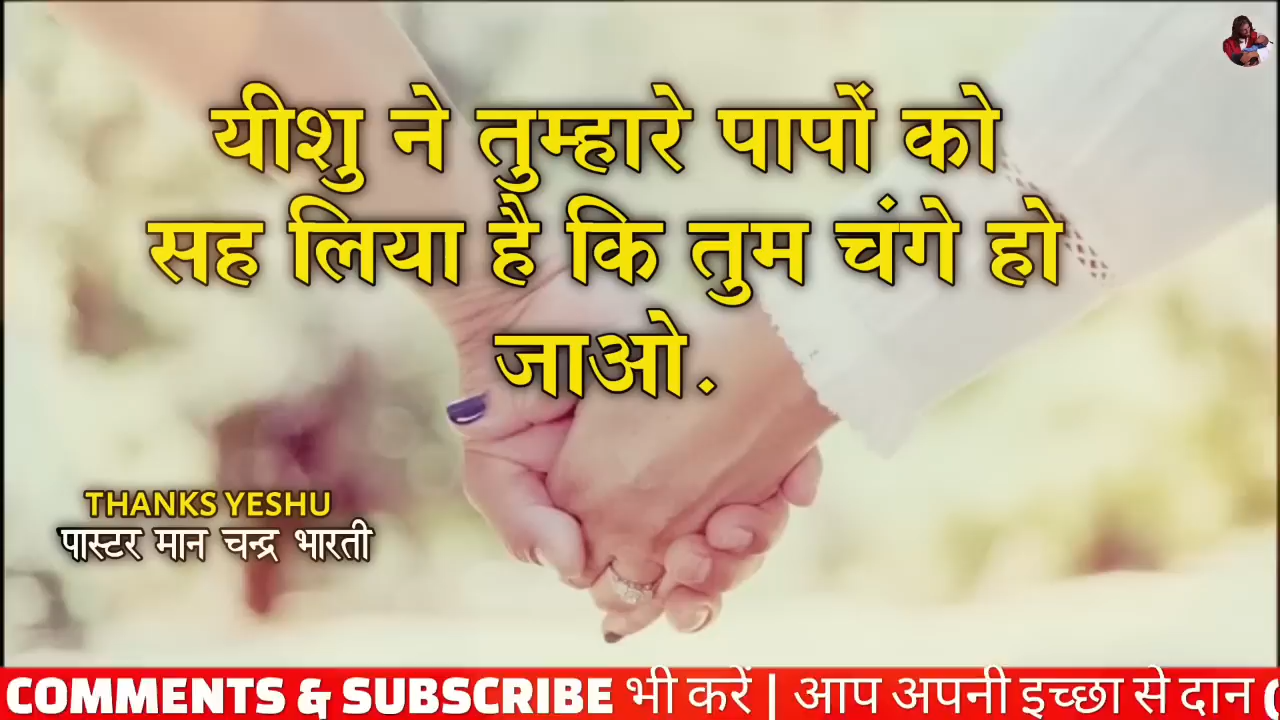 यीशु ने तुम्हारे पापों को
सह लिया है कि तुम चंगे हो
जाओ.
THANKS YESHU
पास्टर मान चन्द्र भारती
COMMENTS & SUBSCRIBE भी करें | आप अपनी इच्छा से दान